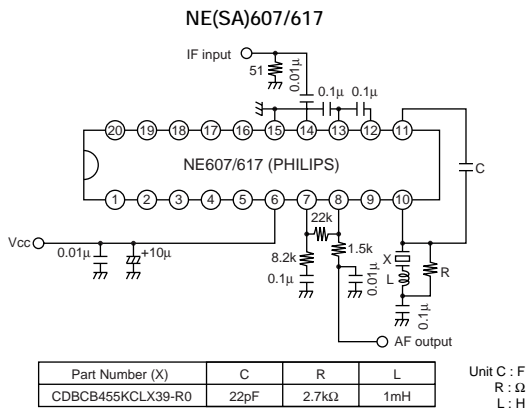 NE(SA)607/617
IF input
51
0.01μ
0.1μ 0.1μ
20 19 18 17 16 15 14 13 12 11
NE607/617 (PHILIPS)
C
1 2 3 4 5 6 7 8 9 10
22k
Vcc
0.01μ
+10μ
8.2k
1.5k
X
L
R
0.1μ
0.01μ
0.1μ
AF output
Part Number (X) C R L
CDBCB455KCLX39-R0 22pF 2.7kΩ 1mH
Unit C : F
R : Ω
L : H